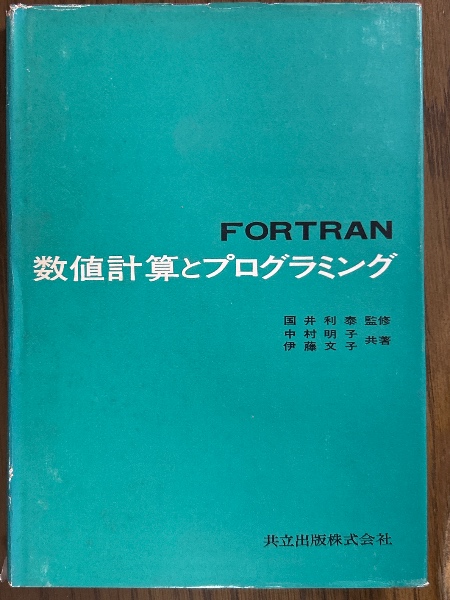 FORTRAN
数値計算とプログラミング
国井利泰監修
中村明子
伊藤文子共著
共立出版株式会社